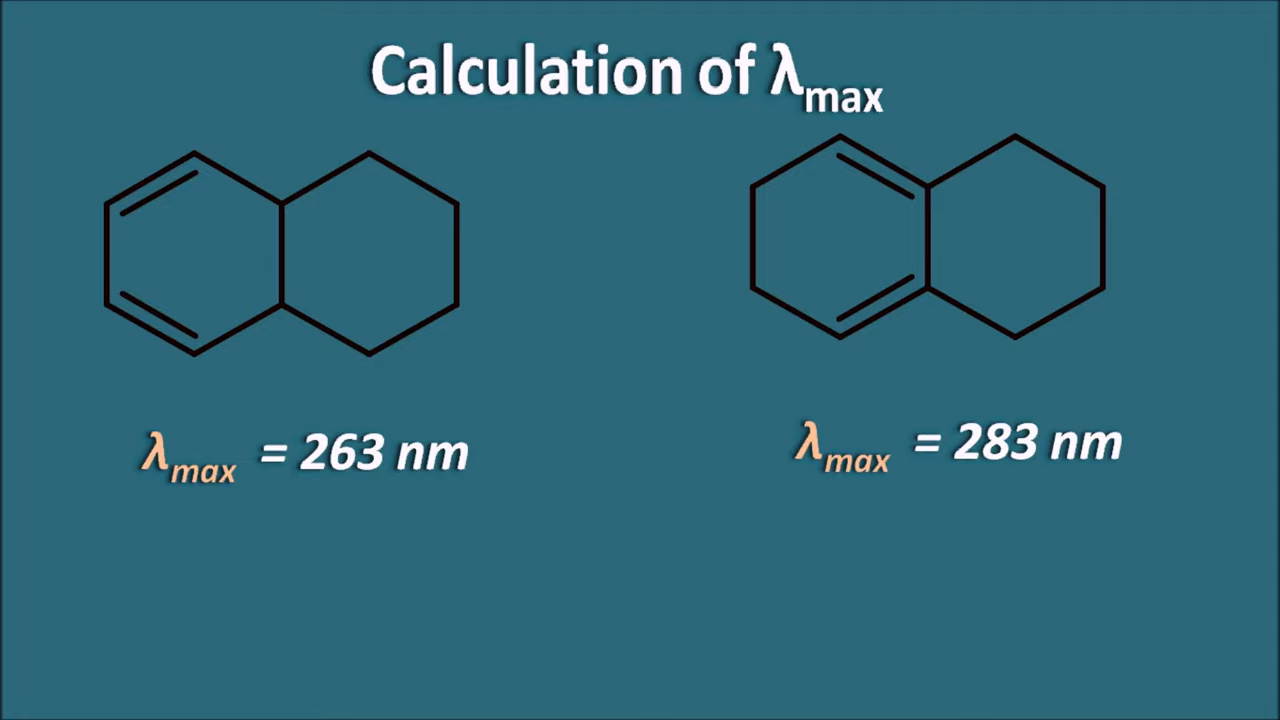 Calculation of λmax
λmax = 263 nm
λmax = 283 nm